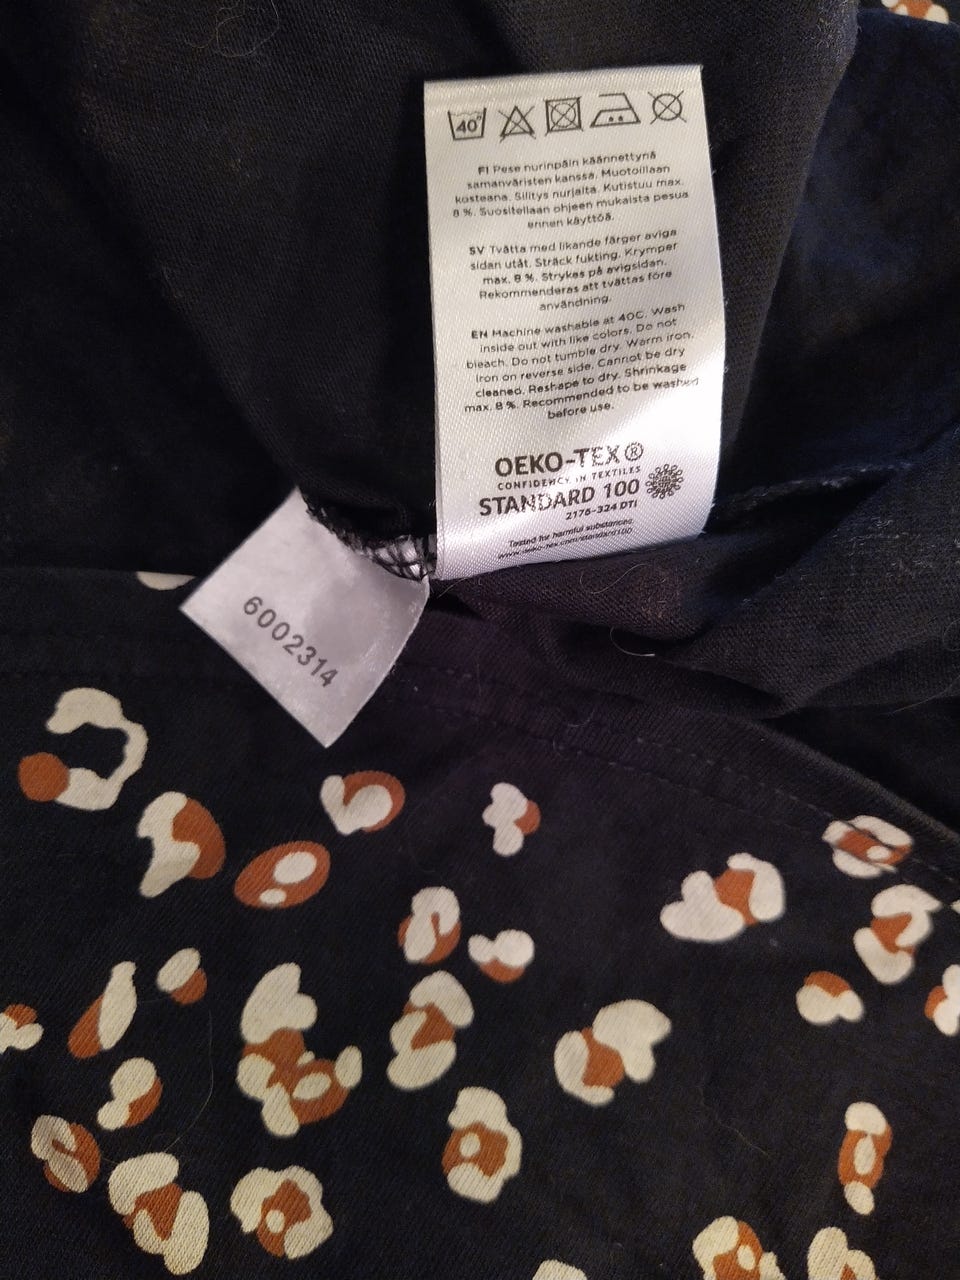 40°
FI Pese nurinpäin käännettynä
samanväristen kanssa. Muotoillaan
kosteana. Silitys nurjalta. Kutistuu max.
8 %. Suositellaan ohjeen mukaista pesua
ennen käyttöä.
SV Tvätta med likande färger aviga
sidan utåt. Sträck fukting. Krymper
max. 8 %. Strykes på avigsidan.
Rekommenderas att tvättas före
användning.
EN Machine washable at 40C. Wash
inside out with like colors. Do not
bleach. Do not tumble dry. Warm iron.
Iron on reverse side. Cannot be dry
cleaned. Reshape to dry. Shrinkage
max. 8 %. Recommended to be washed
before use.
OEKO-TEX®
CONFIDENCE IN TEXTILES
STANDARD 100
2176-324 DTI
Tested for harmful substances.
www.oeko-tex.com/standard100
6002314